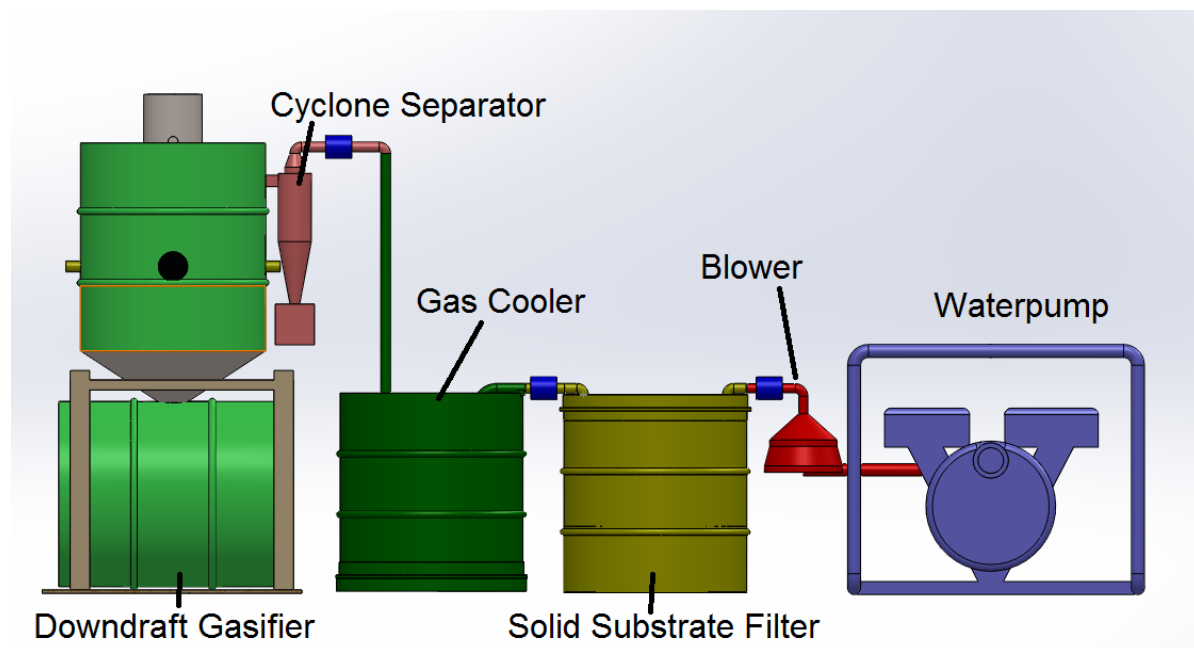 Cyclone Separator
Blower
Gas Cooler
Waterpump
Downdraft Gasifier
Solid Substrate Filter